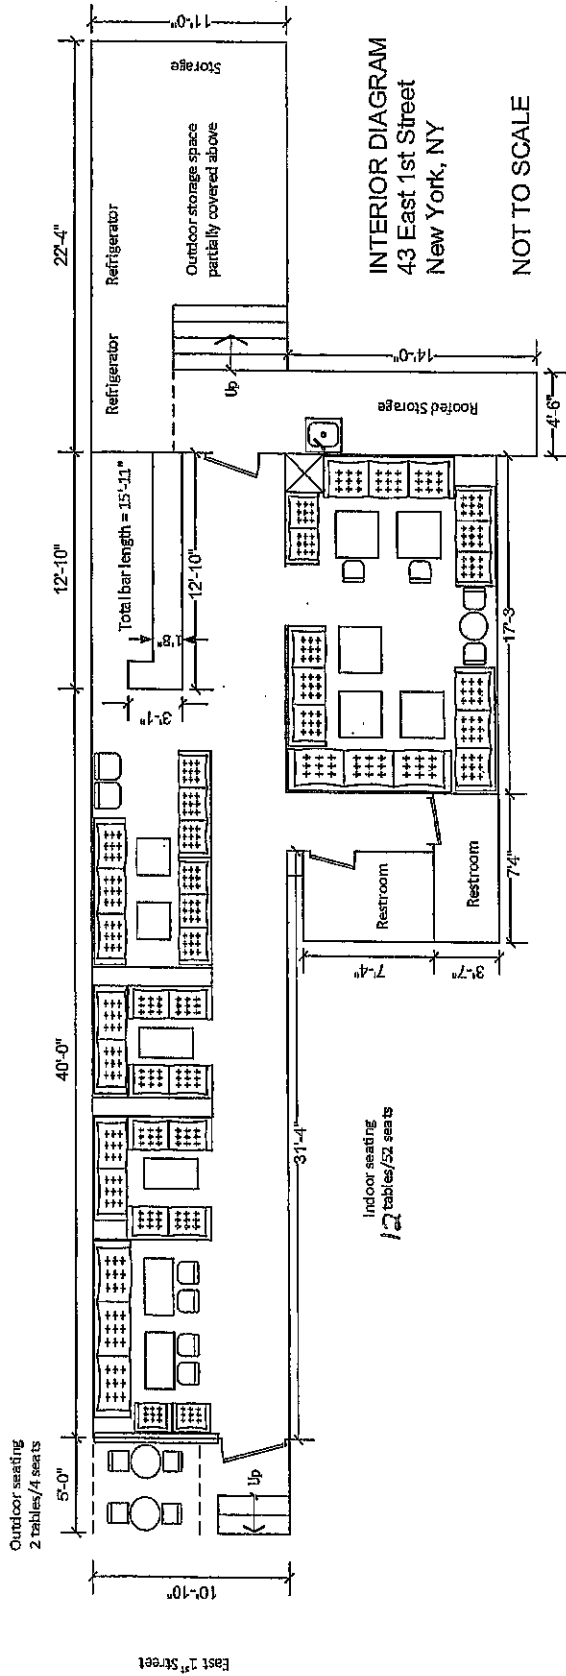 Outdoor seating
2 tables/4 seats
5'-0"
40'-0"
12'-10"
22'-4"
11'-0"
10'-10"
East 1st Street
Up
31'-4"
Indoor seating
12 tables/52 seats
3'-1"
1'8"
Total bar length = 15'-11"
12'-10"
Refrigerator
Refrigerator
Storage
Outdoor storage space
partially covered above
Up
14'-0"
Roofed Storage
4'-6"
17'-3
Restroom
Restroom
7'-4"
3'-7"
7'4"
INTERIOR DIAGRAM
43 East 1st Street
New York, NY
NOT TO SCALE